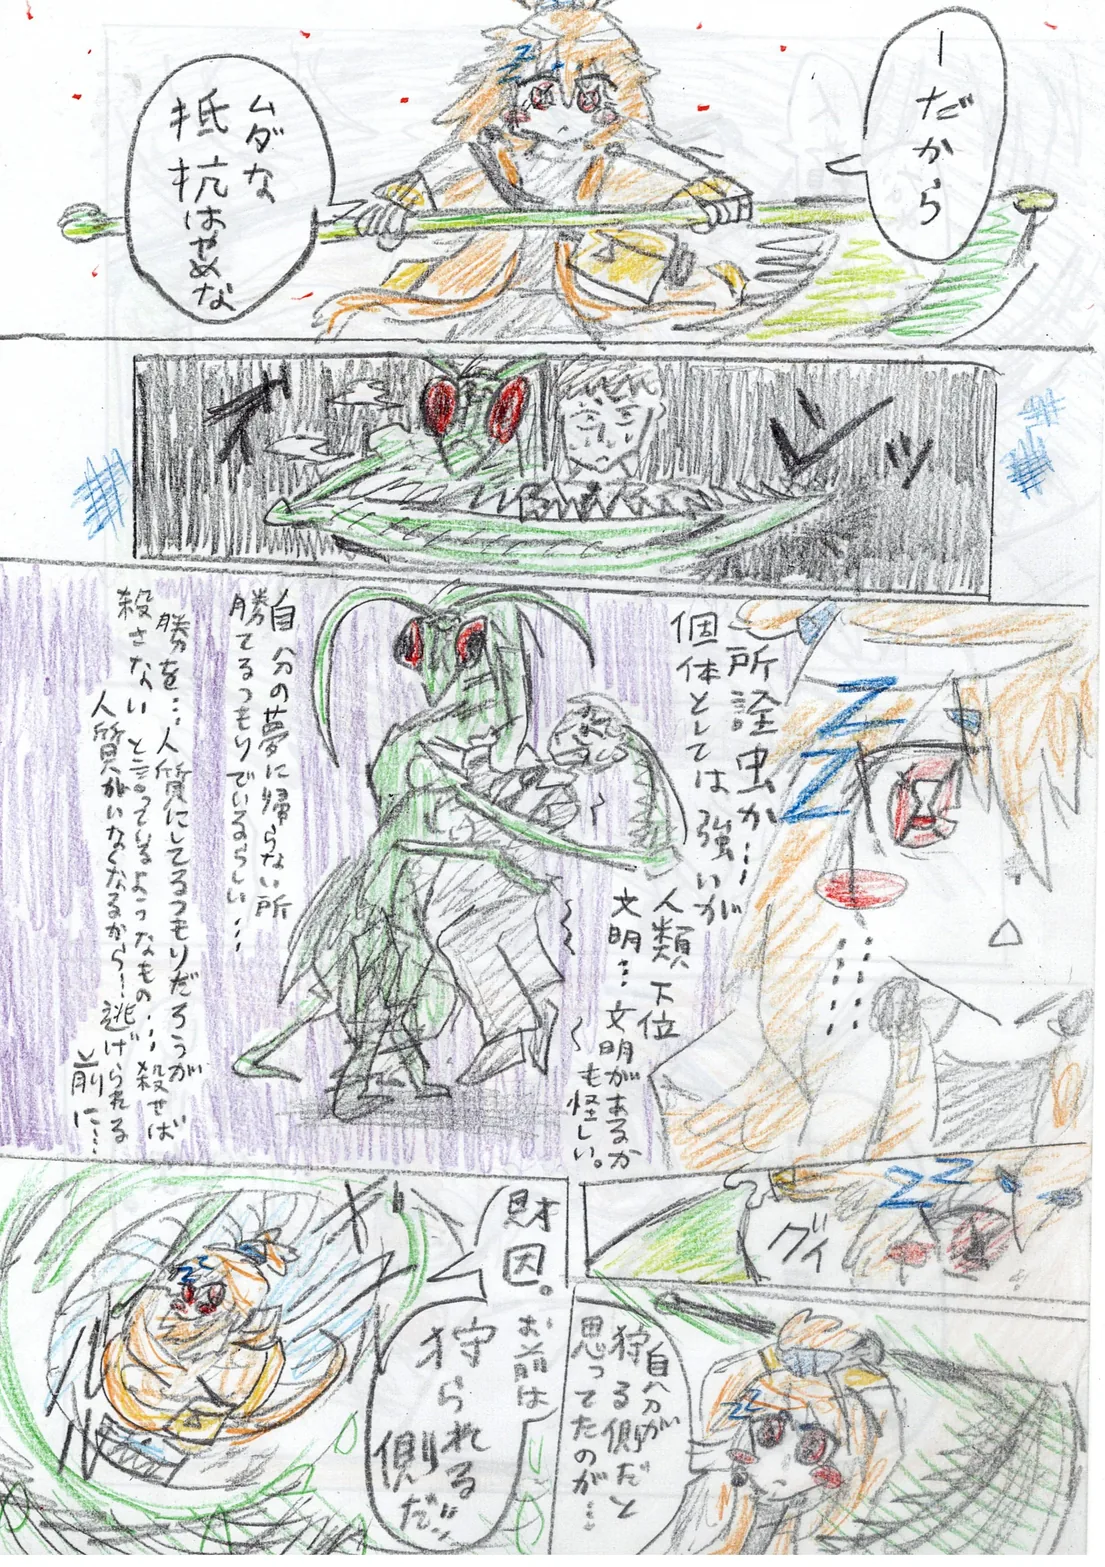 ーだから
ムダな
抵抗はやめな
ズイ
ビシッ
所詮虫か…
個体としては強いが
人類下位
文明…文明があるか
も怪しい。
自分の夢に帰らない所
勝てるつもりでいるらしい…
勝を…人質にしてるつもりだろうが
殺さないと言っているようなもの…殺せば
人質がいなくなるから…逃げられる
前に…
ZZ
グイ
ZZ
自分が
狩る側だと
思ってたのが…
財因。
お前は
狩られる
側だ!!